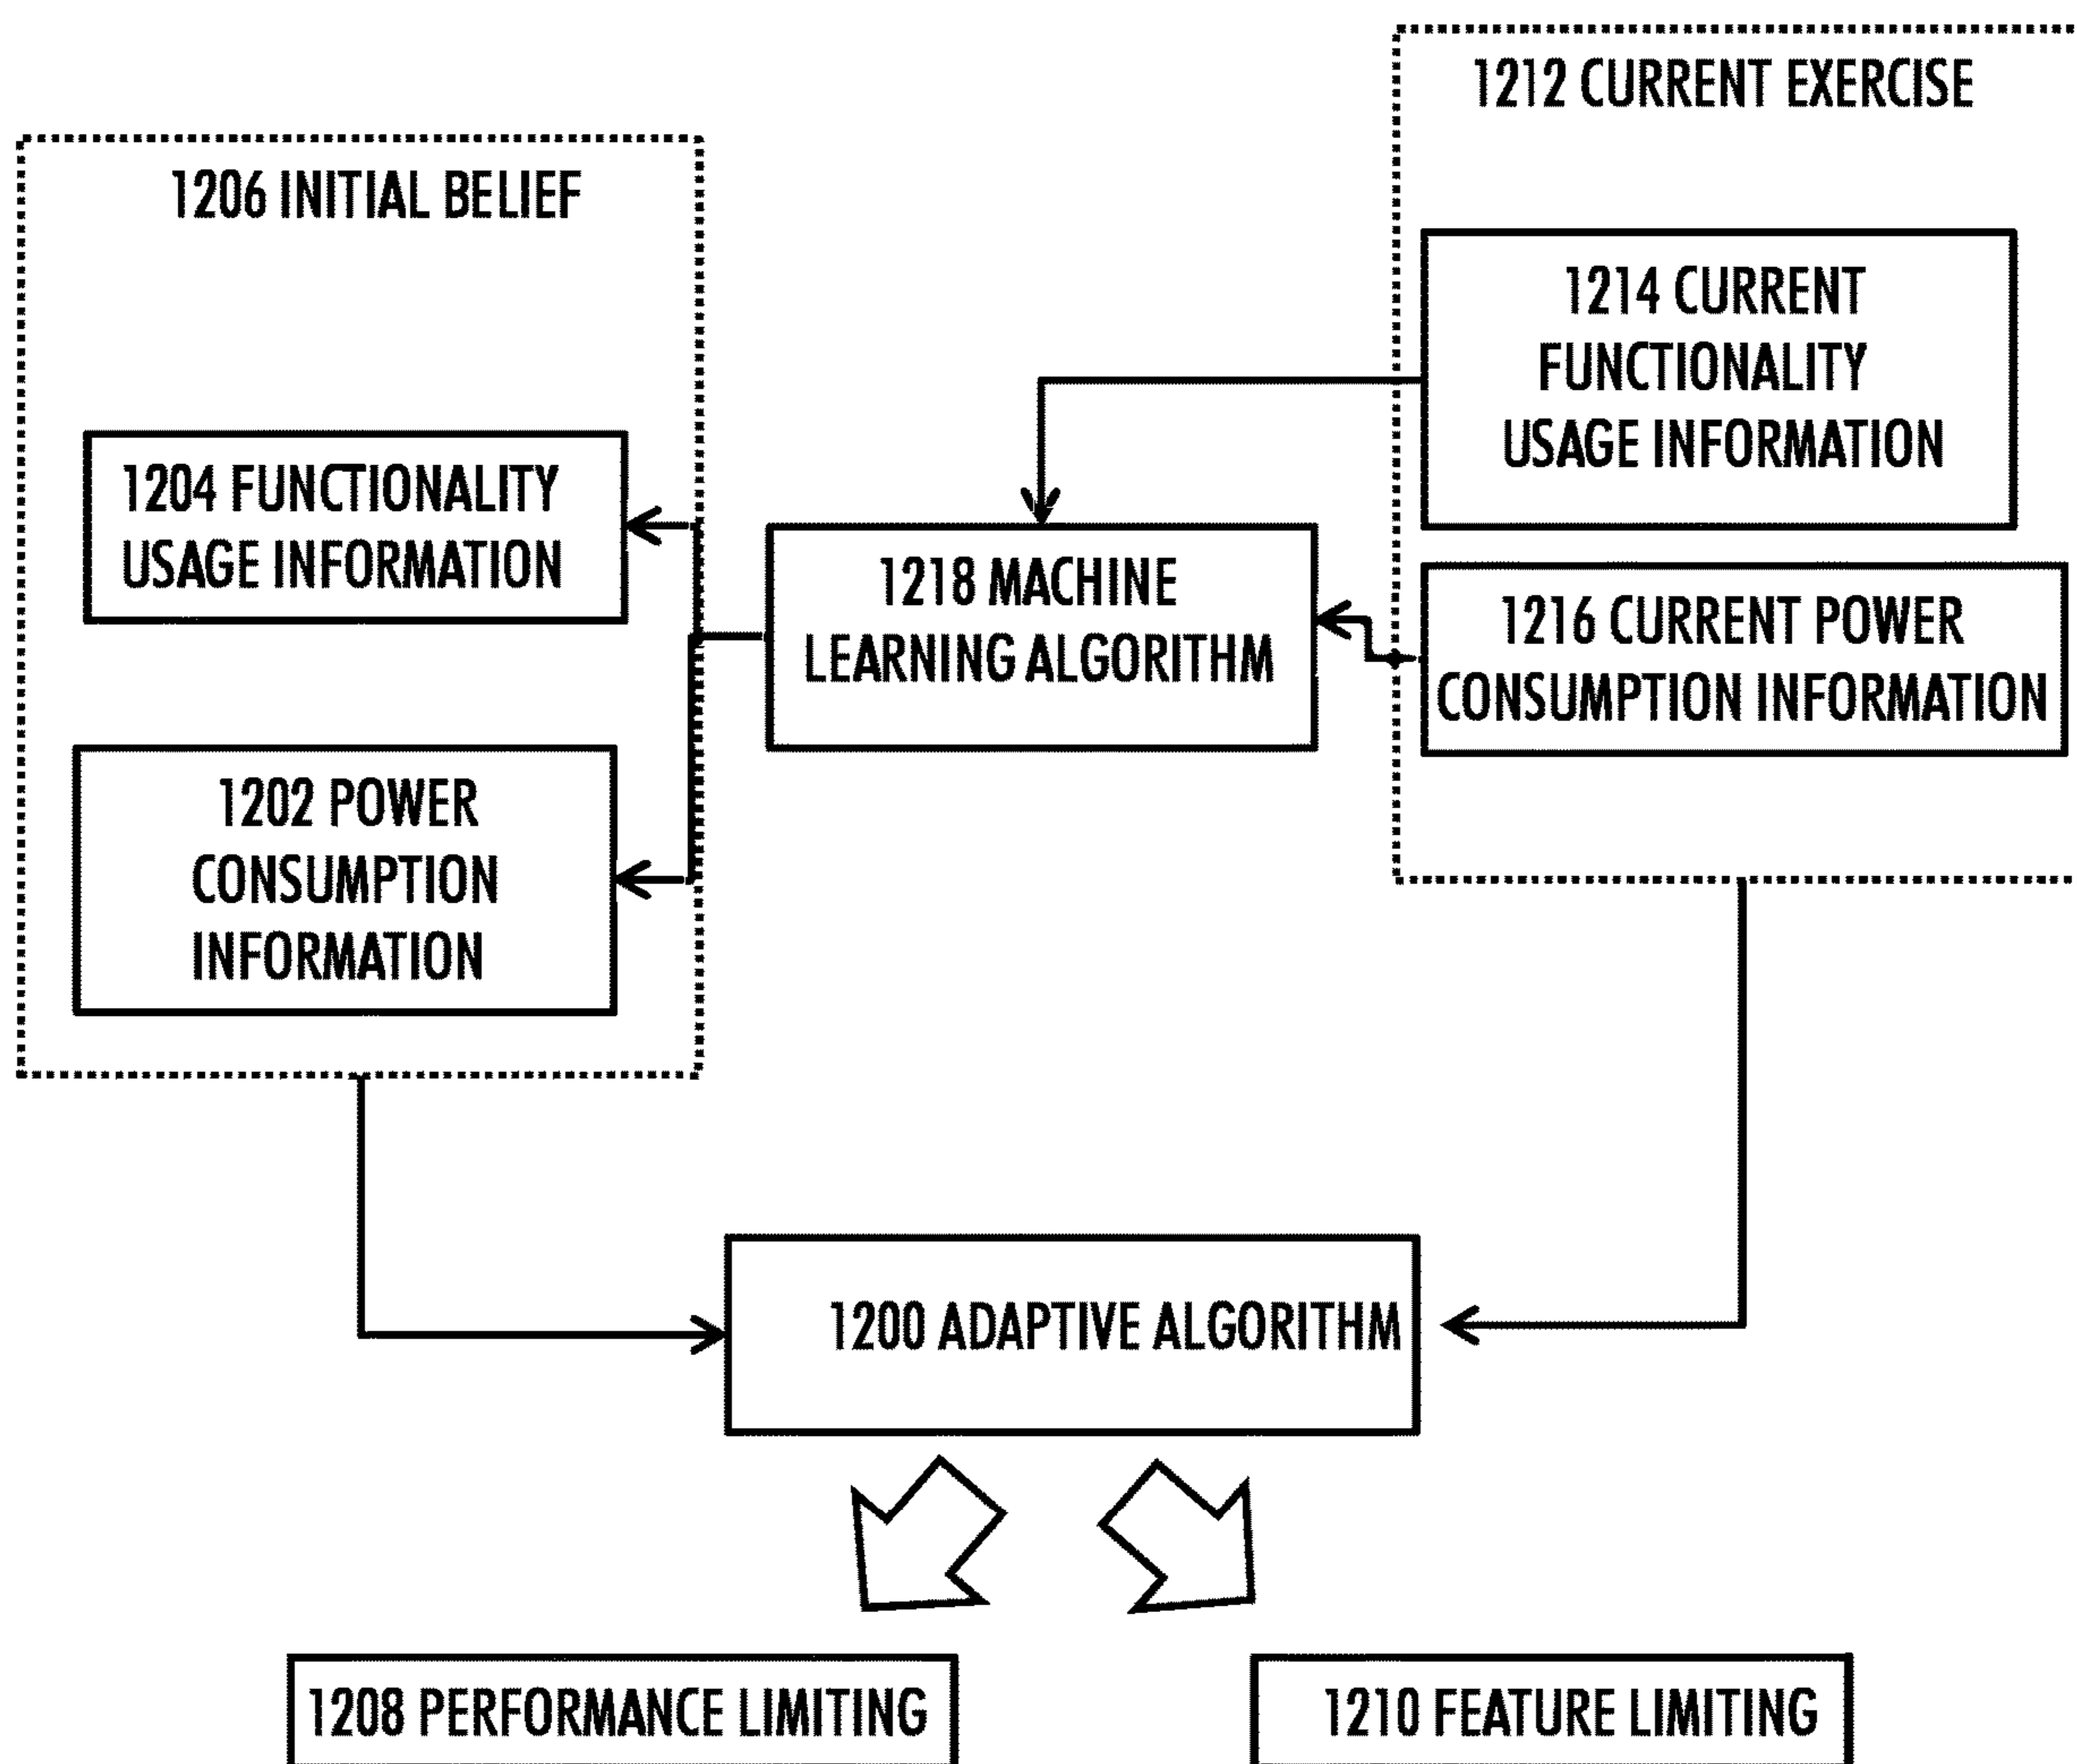 1212 CURRENT EXERCISE
1206 INITIAL BELIEF
1214 CURRENT
FUNCTIONALITY
USAGE INFORMATION
1204 FUNCTIONALITY
USAGE INFORMATION
1218 MACHINE
LEARNING ALGORITHM
1216 CURRENT POWER
CONSUMPTION INFORMATION
1202 POWER
CONSUMPTION
INFORMATION
1200 ADAPTIVE ALGORITHM
1208 PERFORMANCE LIMITING
1210 FEATURE LIMITING